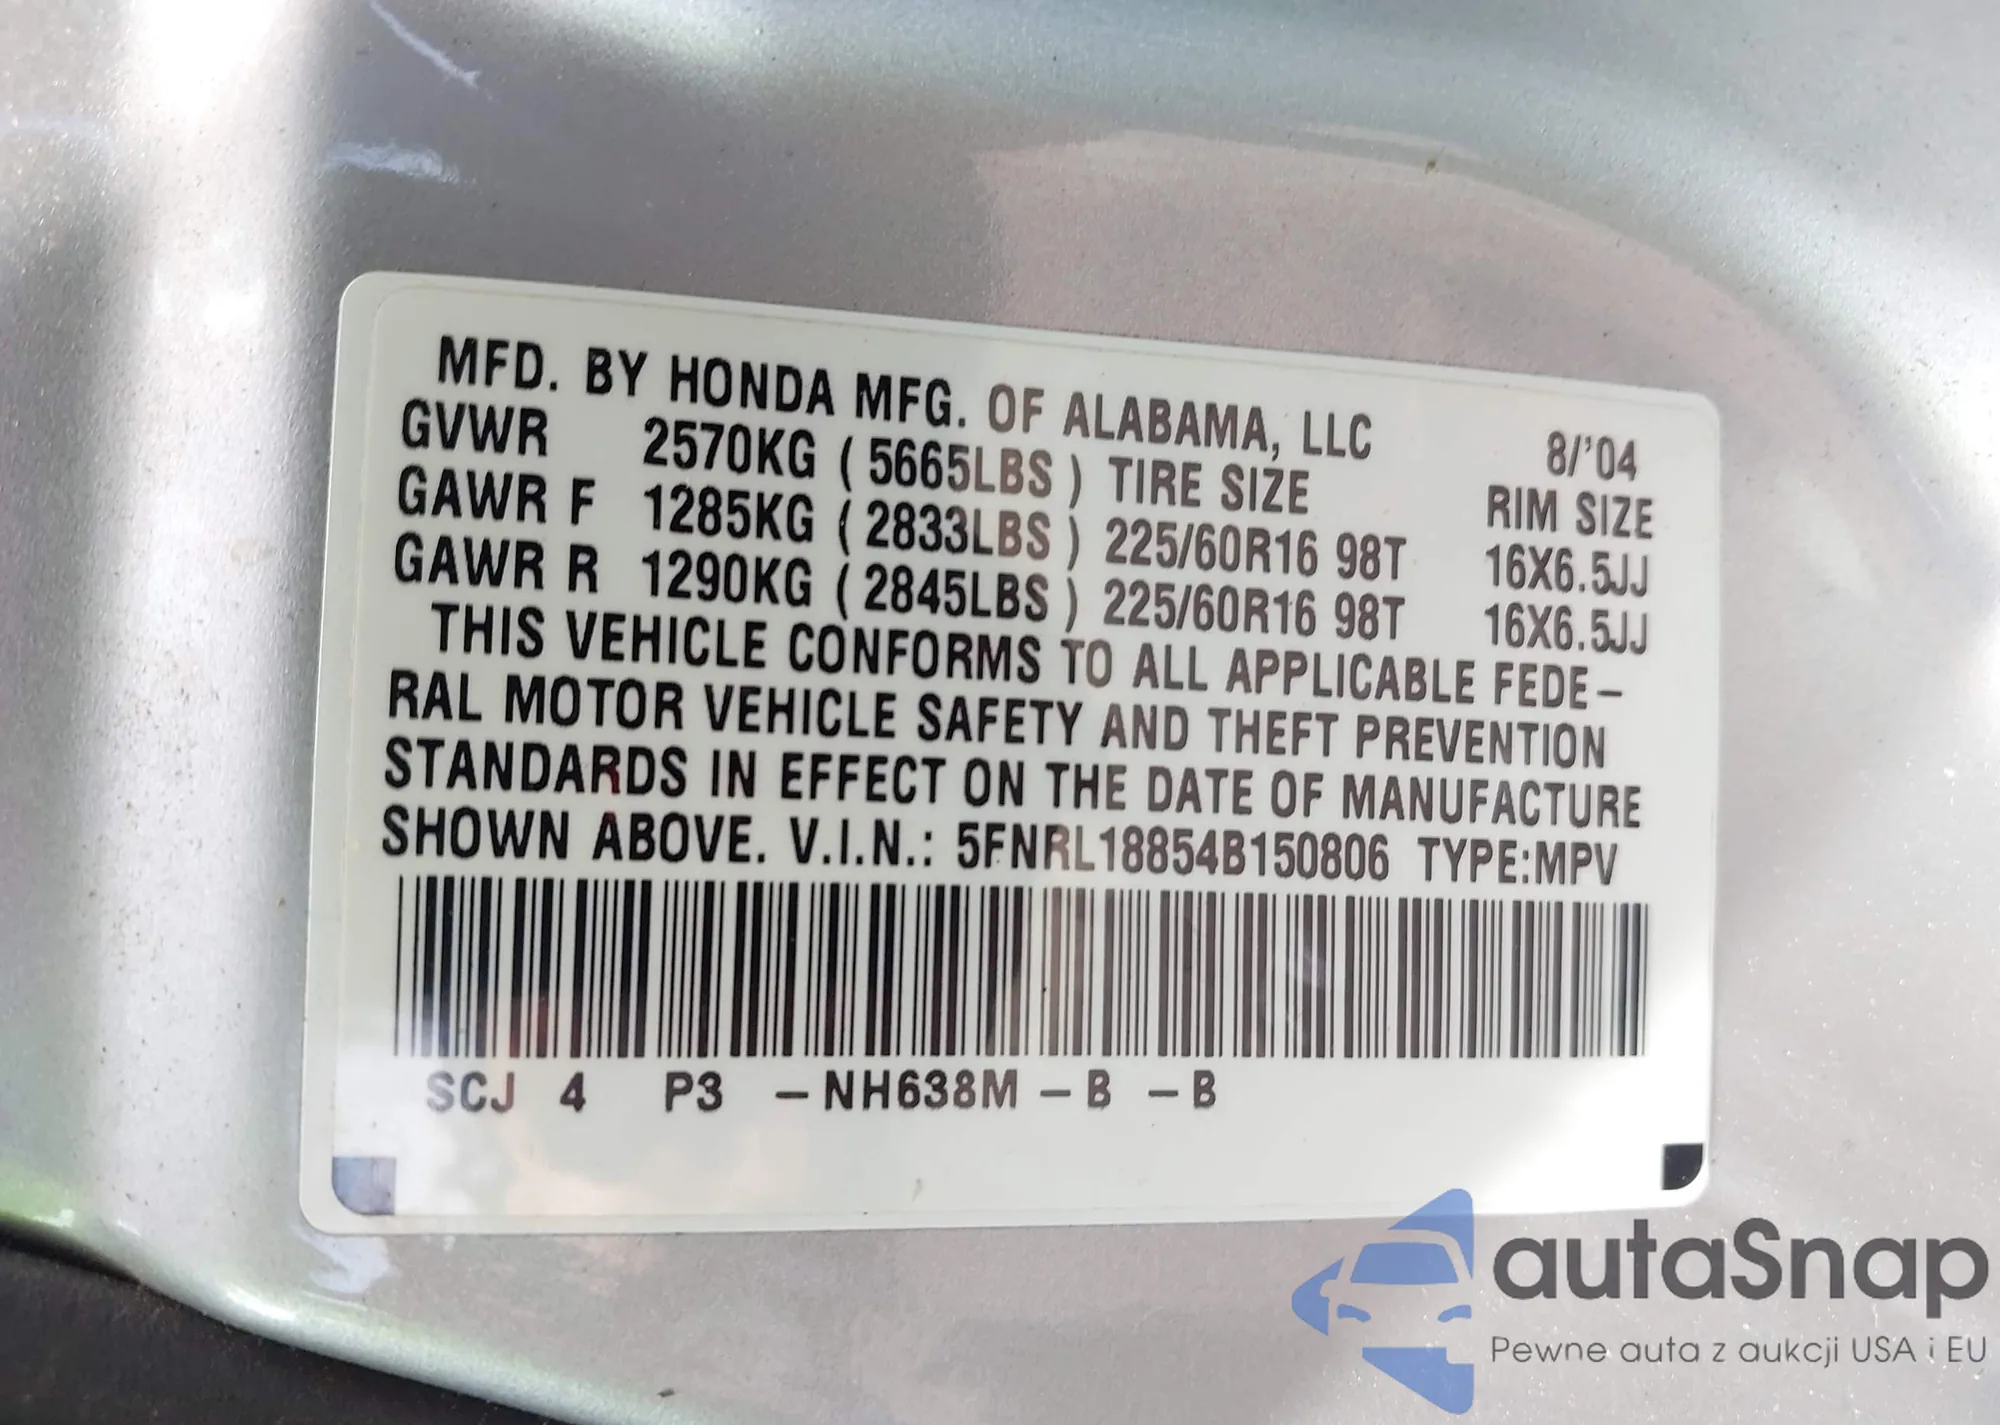 MFD. BY HONDA MFG. OF ALABAMA, LLC 8/'04
GVWR 2570KG ( 5665LBS ) TIRE SIZE RIM SIZE
GAWR F 1285KG ( 2833LBS ) 225/60R16 98T 16X6.5JJ
GAWR R 1290KG ( 2845LBS ) 225/60R16 98T 16X6.5JJ
THIS VEHICLE CONFORMS TO ALL APPLICABLE FEDE-
RAL MOTOR VEHICLE SAFETY AND THEFT PREVENTION
STANDARDS IN EFFECT ON THE DATE OF MANUFACTURE
SHOWN ABOVE. V.I.N.: 5FNRL18854B150806 TYPE:MPV
SCJ 4 P3 -NH638M -B -B
autaSnap
Pewne auta z aukcji USA i EU